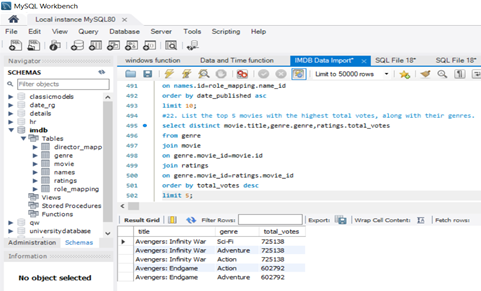 MySQL Workbench
Local instance MySQL80
File Edit View Query Database Server Tools Scripting Help
Navigator
SCHEMAS
Filter objects
classicmodels
date_rg
details
hr
imdb
Tables
director_mapp
genre
movie
names
ratings
role_mapping
Views
Stored Procedures
Functions
qw
universitydatabase
Administration Schemas
Information
No object selected
windows function Data and Time function IMDB Data Import* SQL File 18* SQL File 18*
Limit to 50000 rows
491 on names.id=role_mapping.name_id
492 order by date_published asc
493 limit 10;
494 #22. List the top 5 movies with the highest total votes, along with their genres.
495 select distinct movie.title,genre.genre,ratings.total_votes
496 from genre
497 join movie
498 on genre.movie_id=movie.id
499 join ratings
500 on genre.movie_id=ratings.movie_id
501 order by total_votes desc
502 limit 5;
Result Grid Filter Rows: Export: Wrap Cell Content: Fetch rows:
title genre total_votes
Avengers: Infinity War Sci-Fi 725138
Avengers: Infinity War Adventure 725138
Avengers: Infinity War Action 725138
Avengers: Endgame Action 602792
Avengers: Endgame Adventure 602792